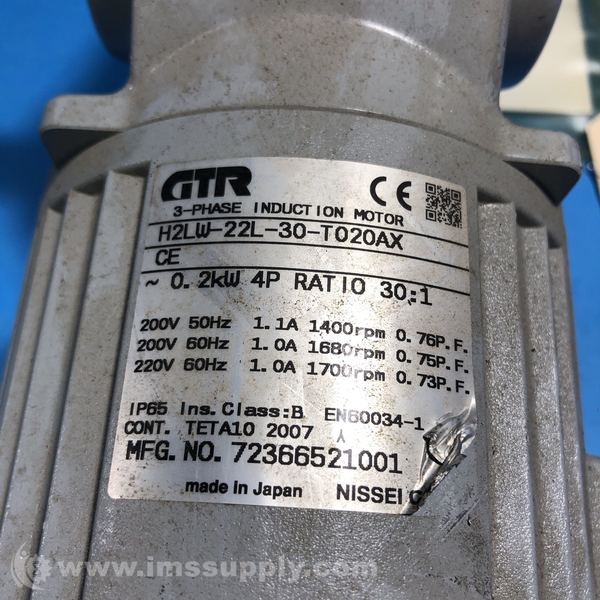 GTR CE
3-PHASE INDUCTION MOTOR
H2LW-22L-30-T020AX
CE
~ 0.2kW 4P RATIO 30:1
200V 50Hz 1.1A 1400rpm 0.76P.F.
200V 60Hz 1.0A 1680rpm 0.75P.F.
220V 60Hz 1.0A 1700rpm 0.73P.F.
IP65 Ins.Class:B EN60034-1
CONT. TETA10 2007
MFG. NO. 72366521001
made in Japan NISSEI
© www.imssupply.com